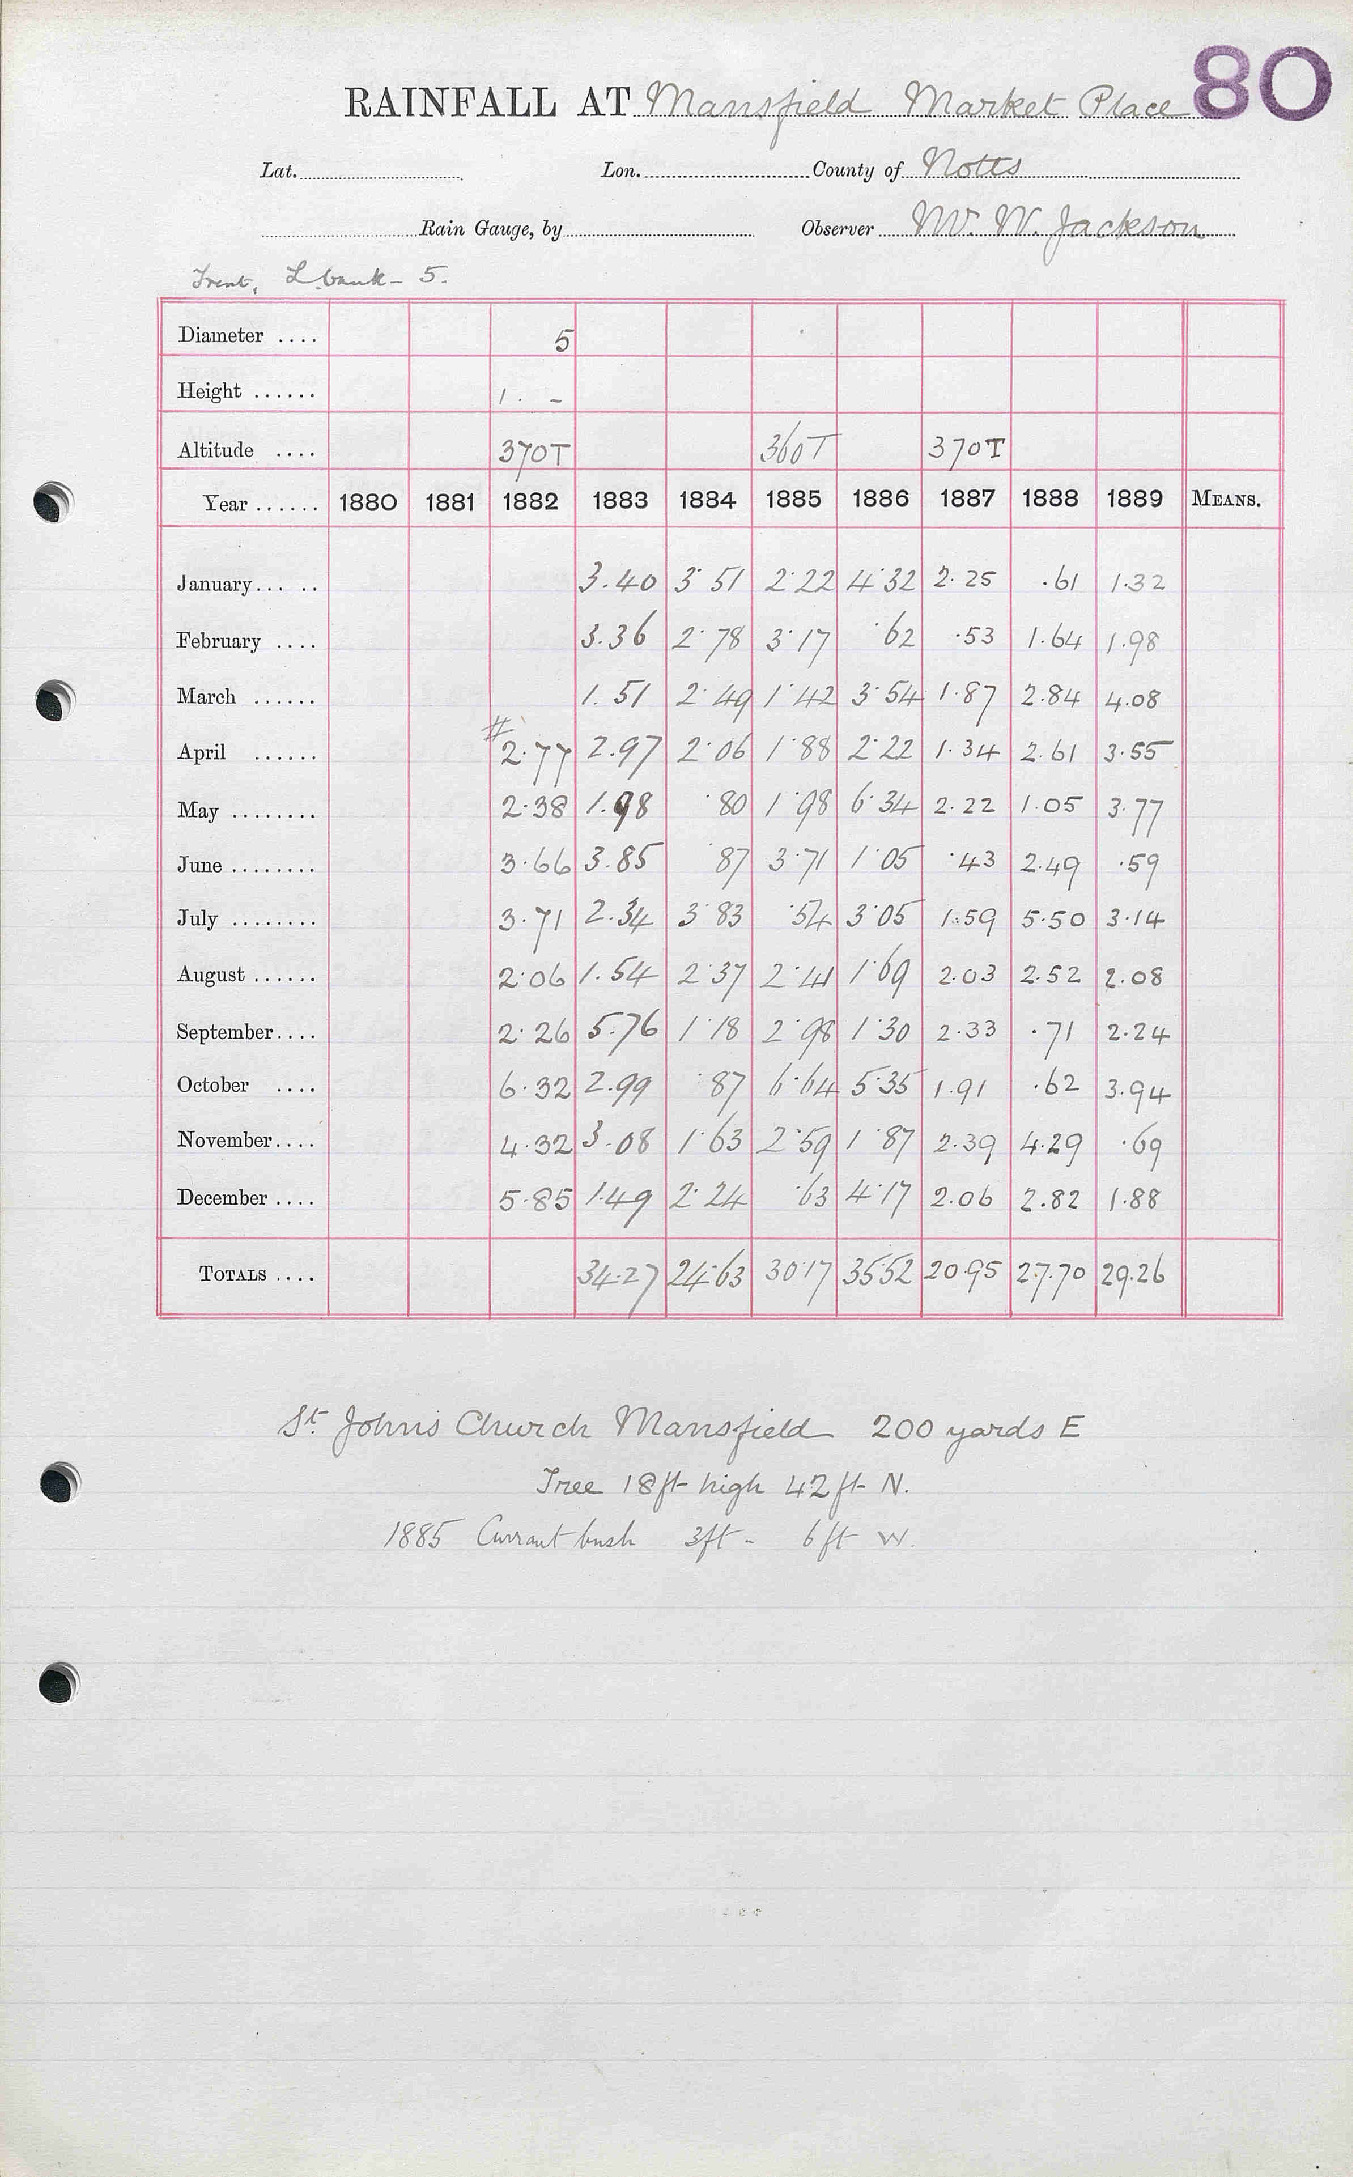 80
RAINFALL AT Mansfield Market Place
Lat. Lon. County of Notts
Rain Gauge, by Observer W. W. Jackson
Trent, L bank - 5.
Diameter .... 5
Height ...... 1. -
Altitude .... 370T 360T 370T
Year ...... 1880 1881 1882 1883 1884 1885 1886 1887 1888 1889 MEANS.
January... .. 3.40 3·51 2·22 4·32 2.25 .61 1.32
February .... 3.36 2·78 3·17 ·62 ·53 1.64 1.98
March ...... 1.51 2·49 1·42 3·54 1.87 2.84 4.08
April ...... #2.77 2.97 2·06 1·88 2·22 1.34 2.61 3.55
May ........ 2.38 1.98 ·80 1·98 6·34 2.22 1.05 3.77
June ........ 3.66 3.85 ·87 3·71 1·05 ·43 2.49 ·59
July ........ 3.71 2.34 3·83 ·54 3·05 1.59 5.50 3.14
August ...... 2·06 1.54 2·37 2·41 1·69 2.03 2.52 2.08
September.... 2·26 5.76 1·18 2·98 1·30 2.33 .71 2.24
October .... 6.32 2.99 ·87 6·64 5·35 1.91 .62 3.94
November.... 4.32 3.08 1·63 2·59 1·87 2.39 4.29 .69
December .... 5.85 1.49 2·24 ·63 4·17 2.06 2.82 1.88
TOTALS .... 34.27 24·63 30·17 35·52 20.95 27.70 29.26
St. Johns Church Mansfield 200 yards E
Tree 18ft high 42ft N.
1885 Currant bush 3ft - 6ft W.